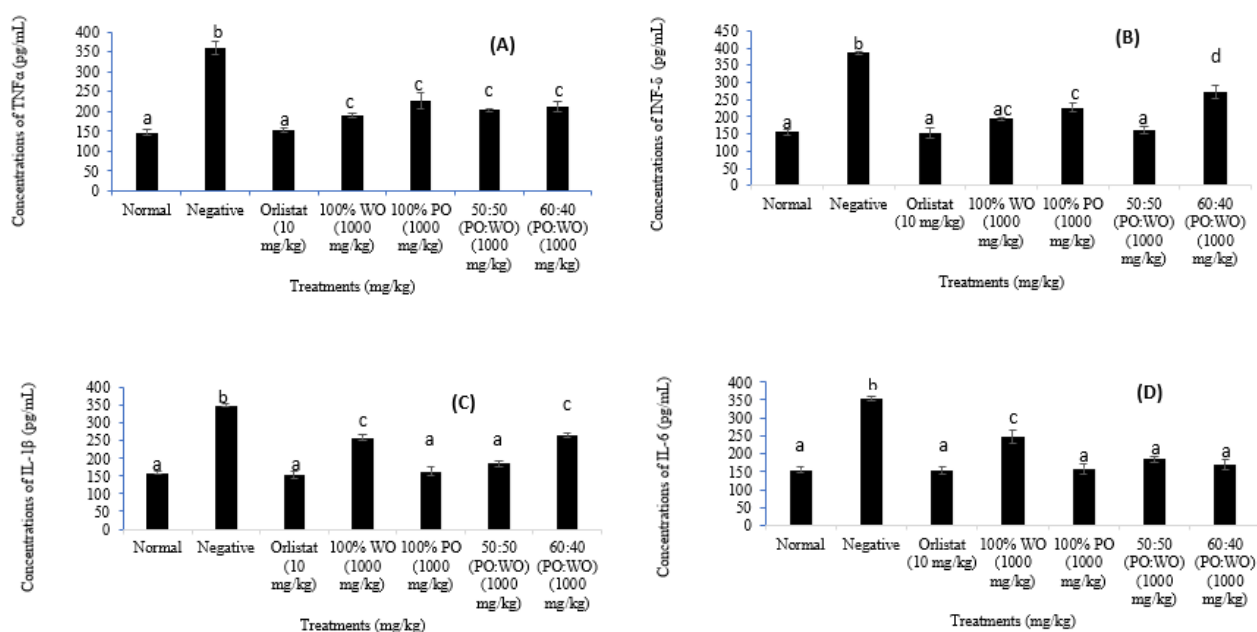 Concentrations of TNFα (pg/mL)
400
350
300
250
200
150
100
50
0
(A)
a
b
a
c
c
c
c
Normal
Negative
Orlistat
(10
mg/kg)
100% WO
(1000
mg/kg)
100% PO
(1000
mg/kg)
50:50
(PO:WO)
(1000
mg/kg)
60:40
(PO:WO)
(1000
mg/kg)
Treatments (mg/kg)
Concentrations of INF-δ (pg/mL)
450
400
350
300
250
200
150
100
50
0
(B)
a
b
a
ac
c
a
d
Normal
Negative
Orlistat
(10 mg/kg)
100% WO
(1000
mg/kg)
100% PO
(1000
mg/kg)
50:50
(PO:WO)
(1000
mg/kg)
60:40
(PO:WO)
(1000
mg/kg)
Treatments (mg/kg)
Concentrations of IL-1β (pg/mL)
400
350
300
250
200
150
100
50
0
(C)
a
b
a
c
a
a
c
Normal
Negative
Orlistat
(10
mg/kg)
100% WO
(1000
mg/kg)
100% PO
(1000
mg/kg)
50:50
(PO:WO)
(1000
mg/kg)
60:40
(PO:WO)
(1000
mg/kg)
Treatments (mg/kg)
Concentrations of IL-6 (pg/mL)
400
350
300
250
200
150
100
50
0
(D)
a
b
a
c
a
a
a
Normal
Negative
Orlistat
(10 mg/kg)
100% WO
(1000
mg/kg)
100% PO
(1000
mg/kg)
50:50
(PO:WO)
(1000
mg/kg)
60:40
(PO:WO)
(1000
mg/kg)
Treatments (mg/kg)